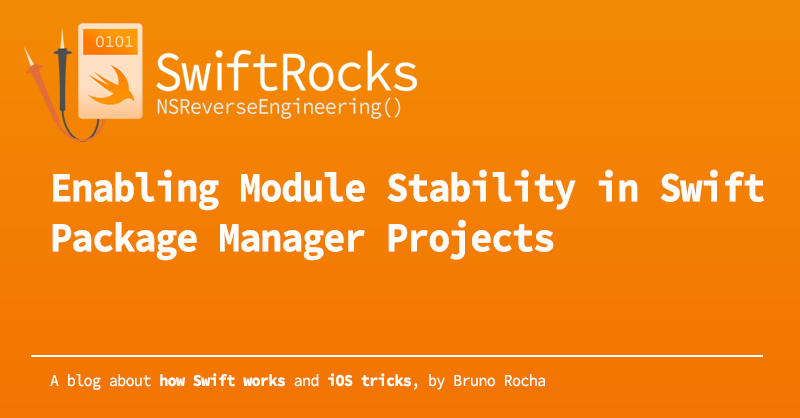 0101
SwiftRocks
NSReverseEngineering()
Enabling Module Stability in Swift
Package Manager Projects
A blog about how Swift works and iOS tricks, by Bruno Rocha